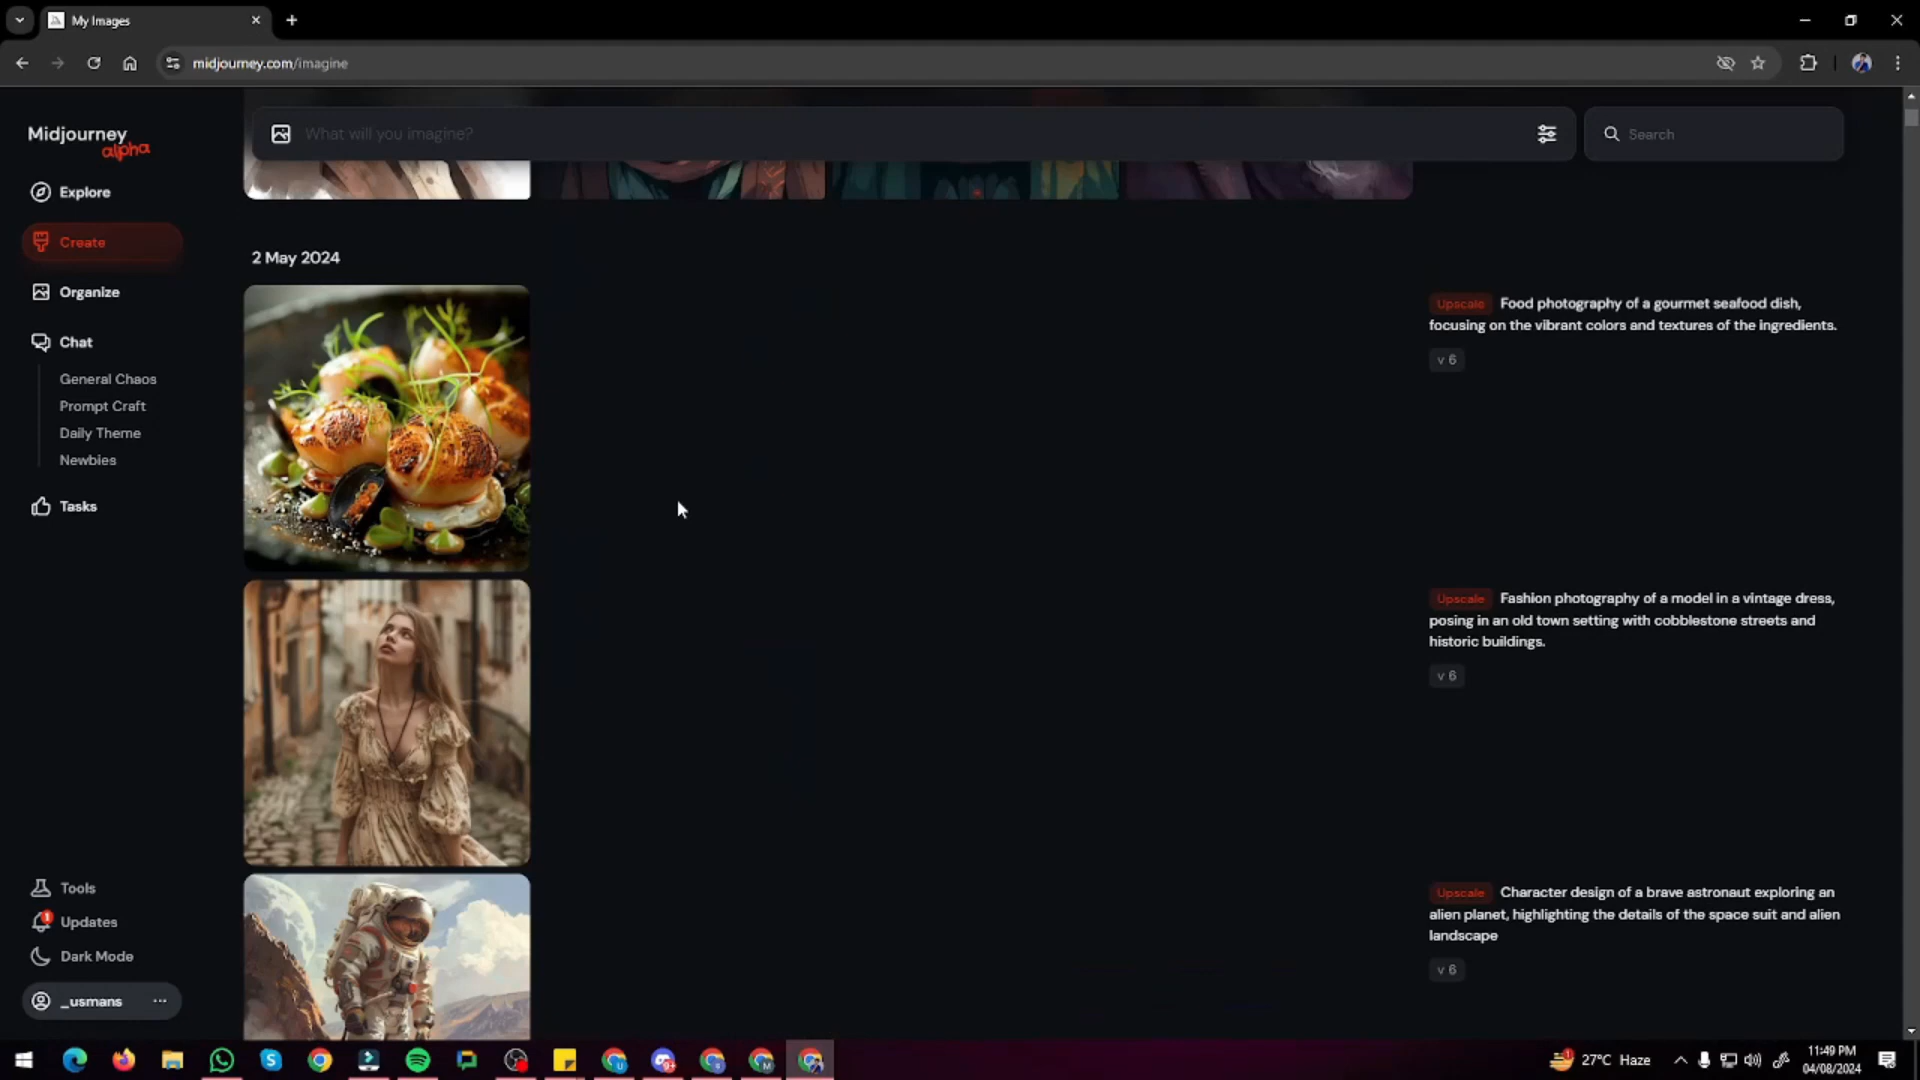 My Images
midjourney.com/imagine
Midjourney
alpha
What will you imagine?
Search
Explore
Create
Organize
Chat
General Chaos
Prompt Craft
Daily Theme
Newbies
Tasks
2 May 2024
Upscale Food photography of a gourmet seafood dish,
focusing on the vibrant colors and textures of the ingredients.
v 6
Upscale Fashion photography of a model in a vintage dress,
posing in an old town setting with cobblestone streets and
historic buildings.
v 6
Upscale Character design of a brave astronaut exploring an
alien planet, highlighting the details of the space suit and alien
landscape
v 6
Tools
1
Updates
Dark Mode
_usmans
27°C Haze
11:49 PM
04/08/2024